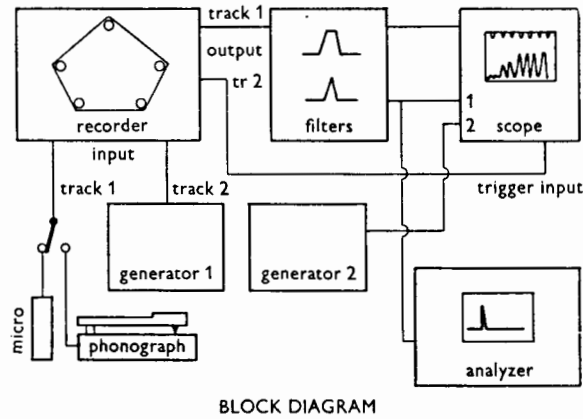 track 1
output
tr 2
recorder
filters
1
2
scope
input
track 1
track 2
trigger input
generator 1
generator 2
micro
phonograph
analyzer
BLOCK DIAGRAM